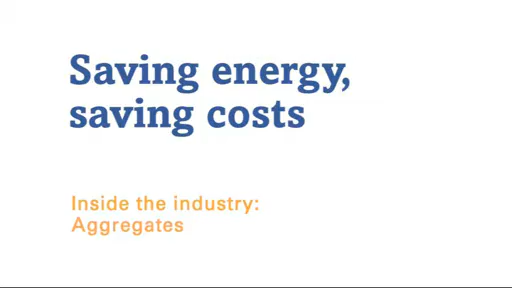 Saving energy,
saving costs
Inside the industry:
Aggregates